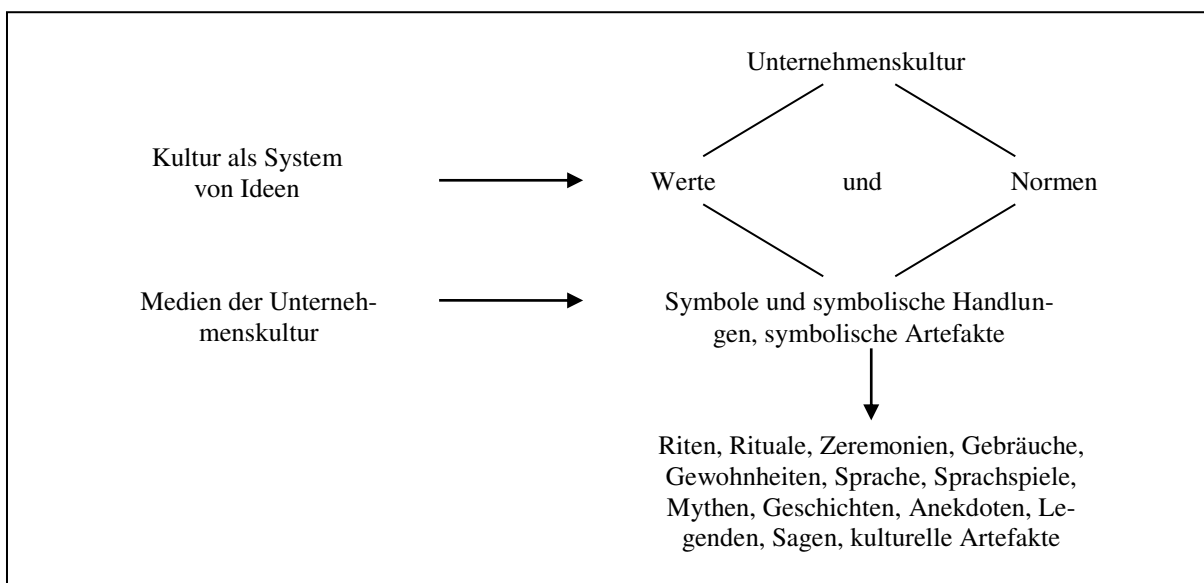 Unternehmenskultur
Kultur als System
von Ideen
Werte und Normen
Medien der Unterneh-
menskultur
Symbole und symbolische Handlun-
gen, symbolische Artefakte
Riten, Rituale, Zeremonien, Gebräuche,
Gewohnheiten, Sprache, Sprachspiele,
Mythen, Geschichten, Anekdoten, Le-
genden, Sagen, kulturelle Artefakte